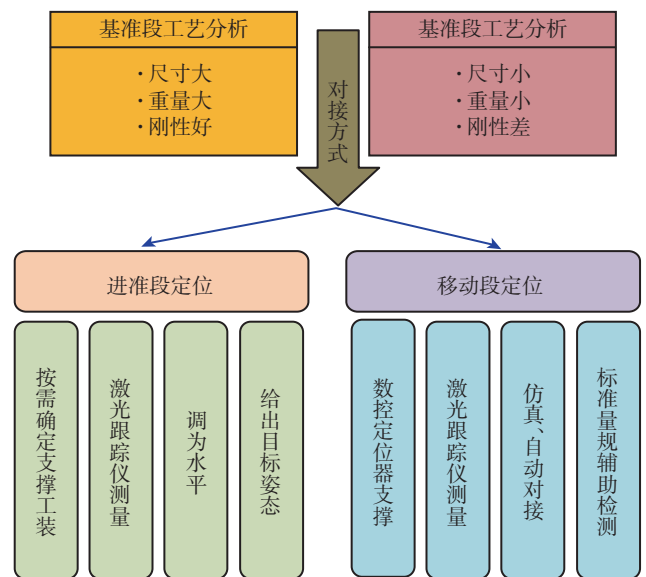 基准段工艺分析
·尺寸大
·重量大
·刚性好
对接方式
基准段工艺分析
·尺寸小
·重量小
·刚性差
进准段定位
移动段定位
按需确定支撑工装
激光跟踪仪测量
调为水平
给出目标姿态
数控定位器支撑
激光跟踪仪测量
仿真、自动对接
标准量规辅助检测